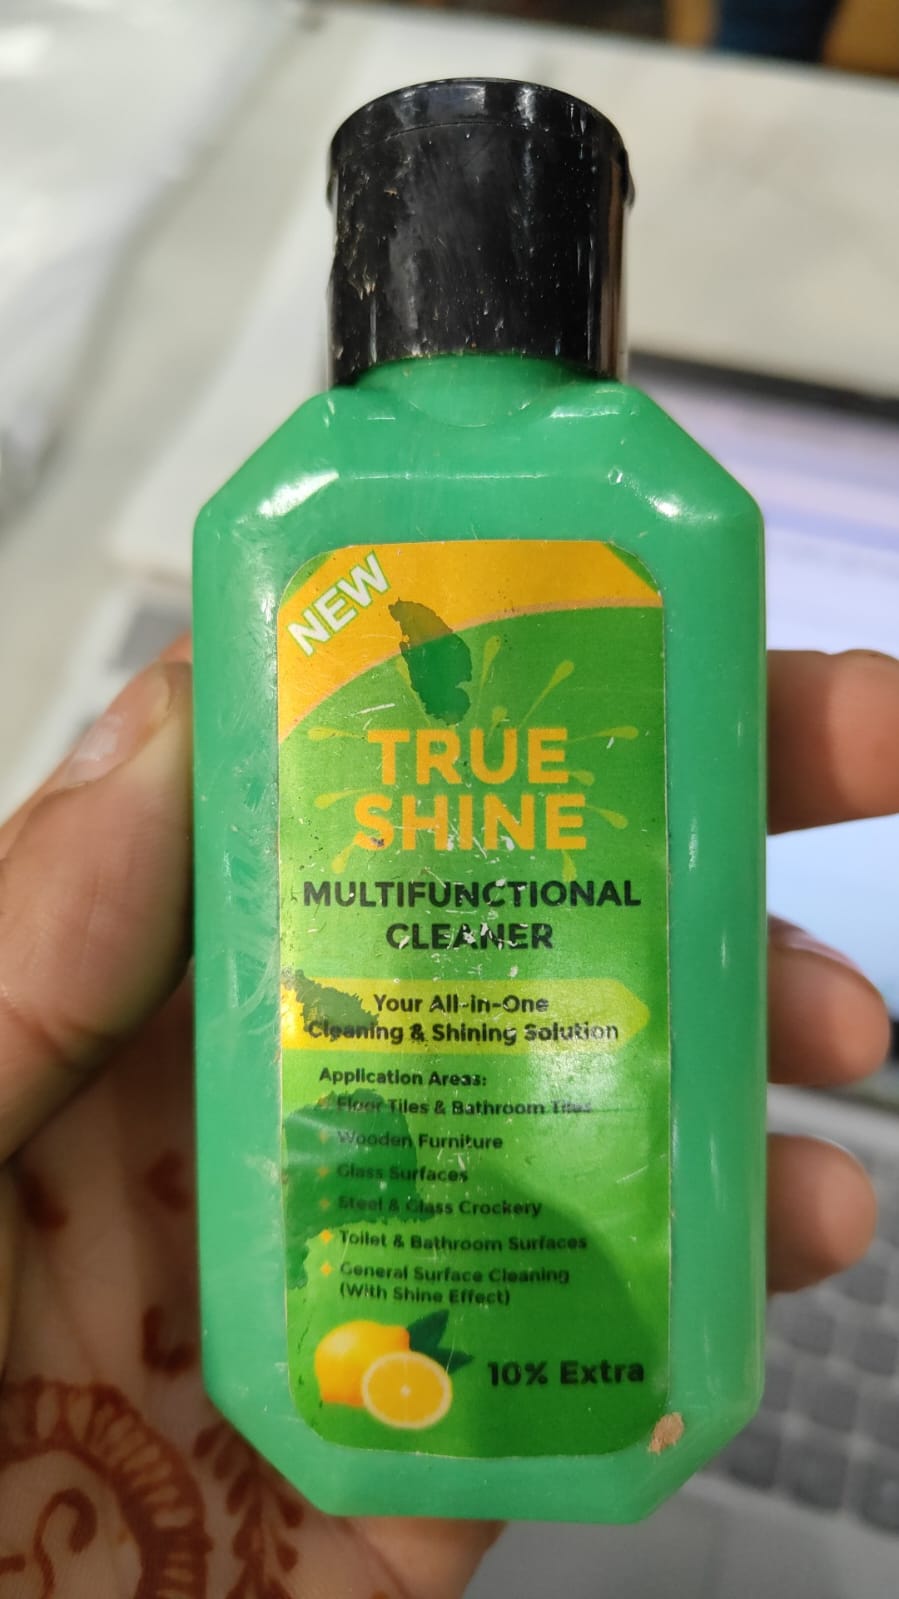 NEW
TRUE
SHINE
MULTIFUNCTIONAL
CLEANER
Your All-in-One
Cleaning & Shining Solution
Application Areas:
Floor Tiles & Bathroom Tiles
Wooden Furniture
Glass Surfaces
Steel & Glass Crockery
Toilet & Bathroom Surfaces
General Surface Cleaning
(With Shine Effect)
10% Extra